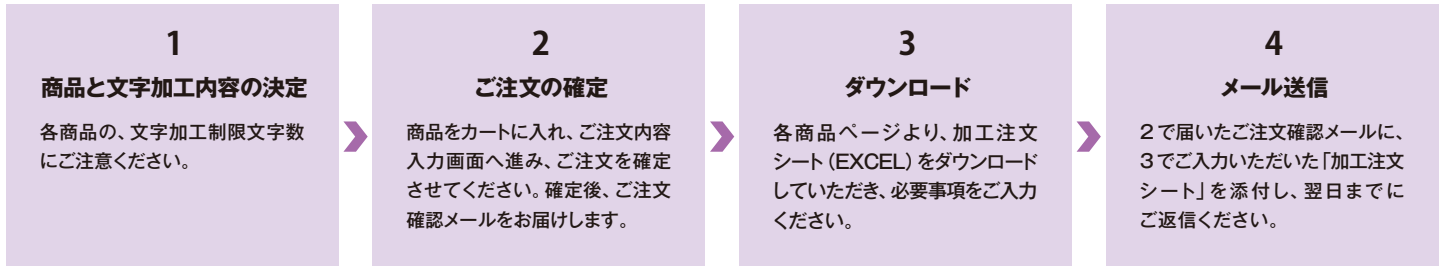 1
商品と文字加工内容の決定
各商品の、文字加工制限文字数
にご注意ください。
2
ご注文の確定
商品をカートに入れ、ご注文内容
入力画面へ進み、ご注文を確定
させてください。確定後、ご注文
確認メールをお届けします。
3
ダウンロード
各商品ページより、加工注文
シート（EXCEL）をダウンロード
していただき、必要事項をご入力
ください。
4
メール送信
2で届いたご注文確認メールに、
3でご入力いただいた「加工注文
シート」を添付し、翌日までに
ご返信ください。